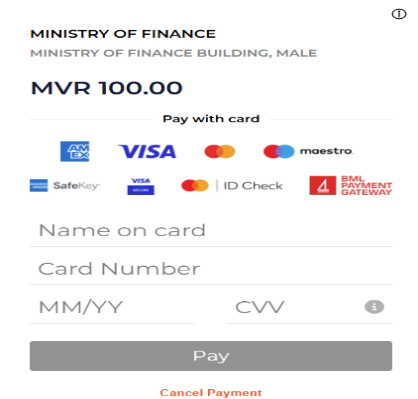 MINISTRY OF FINANCE
MINISTRY OF FINANCE BUILDING, MALE
MVR 100.00
Pay with card
AM
EX
VISA
maestro.
SafeKey
VISA
SECURE
ID Check
BML
PAYMENT
GATEWAY
Name on card
Card Number
MM/YY
CVV
Pay
Cancel Payment